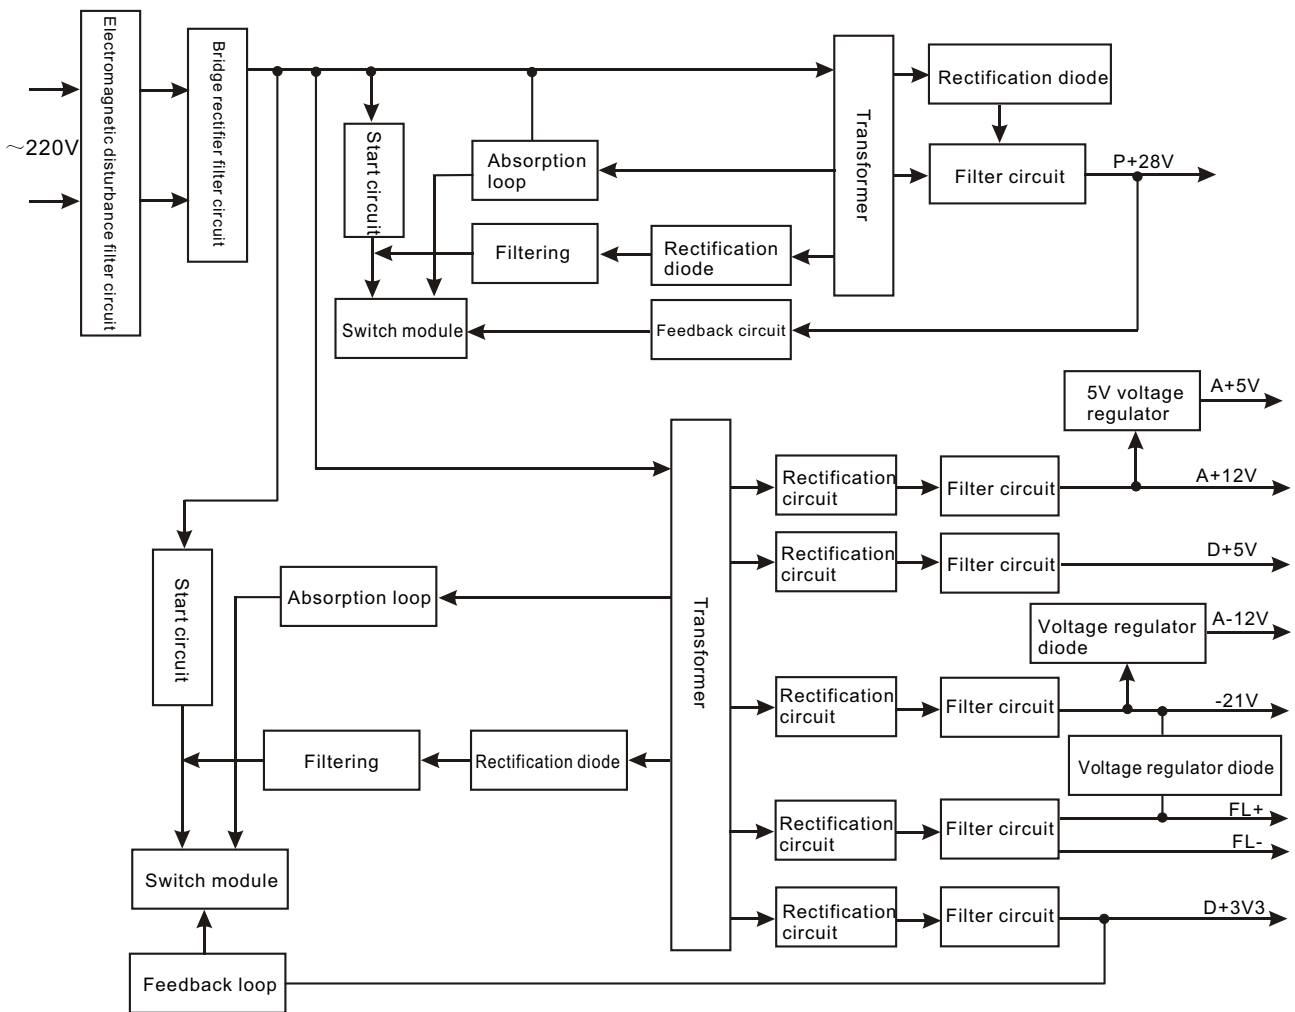 ~220V
Electromagnetic disturbance filter circuit
Bridge rectifier filter circuit
Start circuit
Absorption
loop
Filtering
Rectification
diode
Switch module
Feedback circuit
Transformer
Rectification diode
Filter circuit
P+28V
5V voltage
regulator
A+5V
Rectification
circuit
Filter circuit
A+12V
Rectification
circuit
Filter circuit
D+5V
Start circuit
Absorption loop
Transformer
Voltage regulator
diode
A-12V
Rectification
circuit
Filter circuit
-21V
Filtering
Rectification diode
Voltage regulator diode
Rectification
circuit
Filter circuit
FL+
FL-
Switch module
Rectification
circuit
Filter circuit
D+3V3
Feedback loop